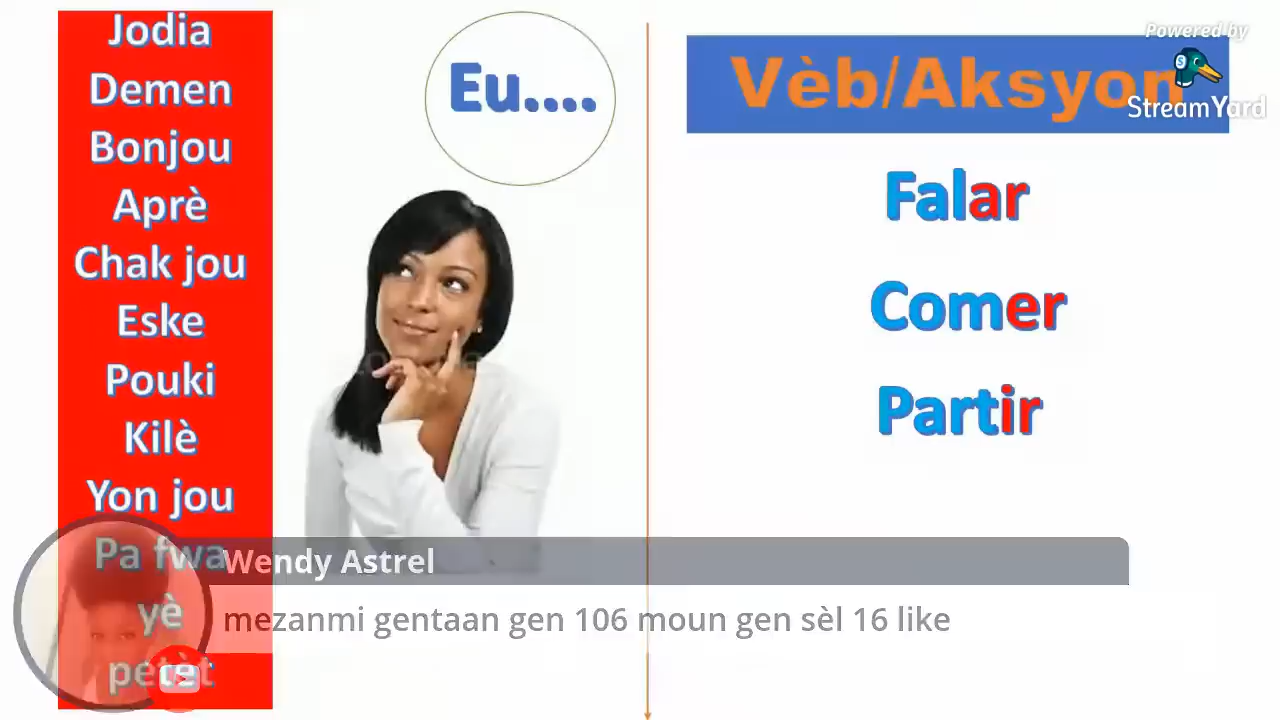 Jodia
Demen
Bonjou
Aprè
Chak jou
Eske
Pouki
Kilè
Yon jou
Pa fwa
yè
petèt
Eu....
Vèb/Aksyon
Falar
Comer
Partir
Powered by
StreamYard
Wendy Astrel
mezanmi gentaan gen 106 moun gen sèl 16 like